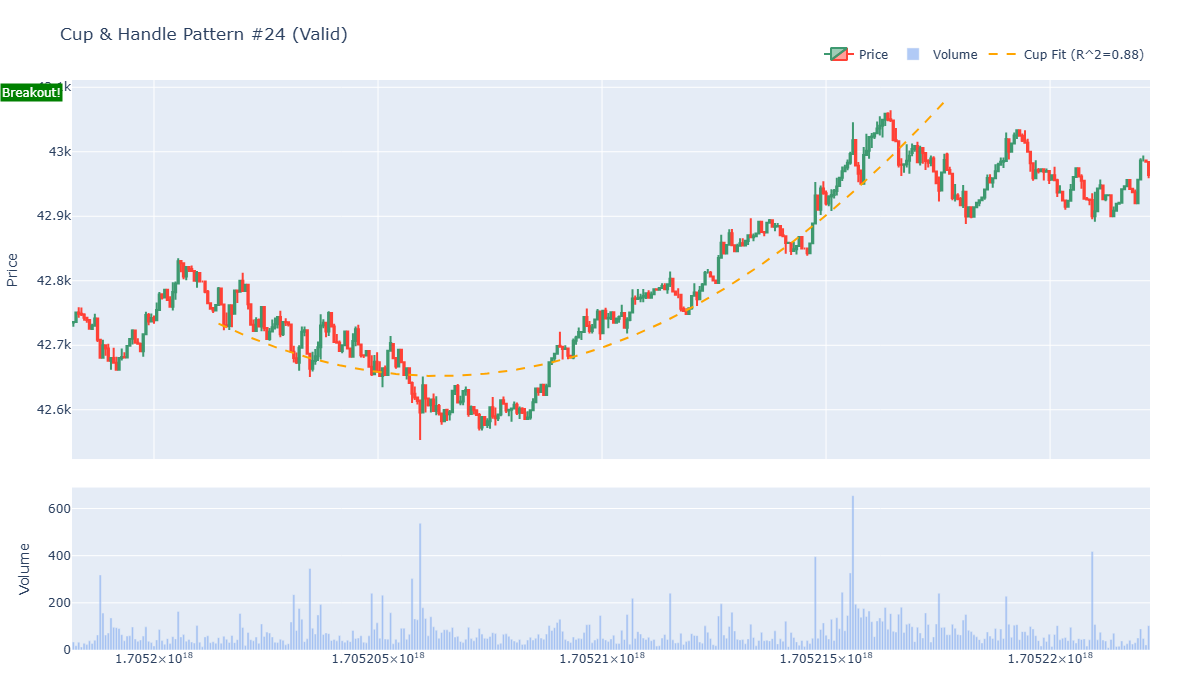 Cup & Handle Pattern #24 (Valid)
Price
Volume
Cup Fit (R^2=0.88)
Breakout!
43k
42.9k
42.8k
42.7k
42.6k
Price
600
400
200
0
Volume
1.7052×10¹⁸
1.705205×10¹⁸
1.70521×10¹⁸
1.705215×10¹⁸
1.70522×10¹⁸